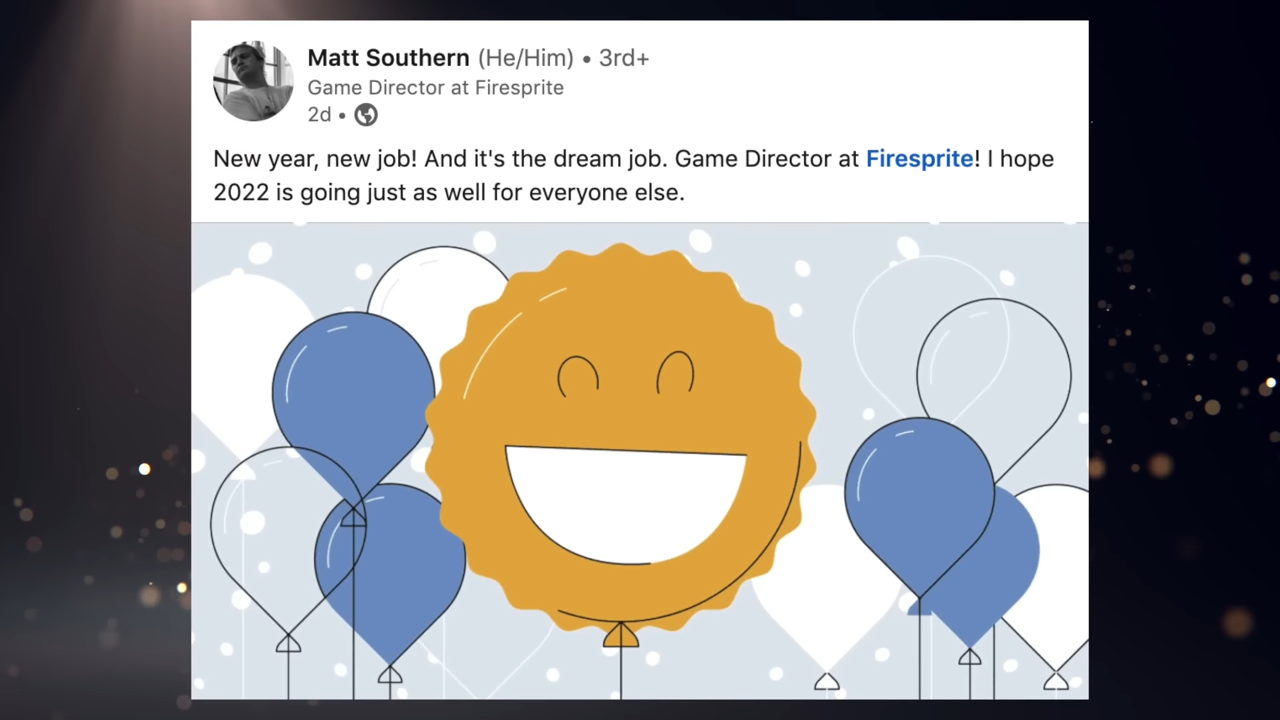 Matt Southern (He/Him) • 3rd+
Game Director at Firesprite
2d •
New year, new job! And it's the dream job. Game Director at Firesprite! I hope
2022 is going just as well for everyone else.